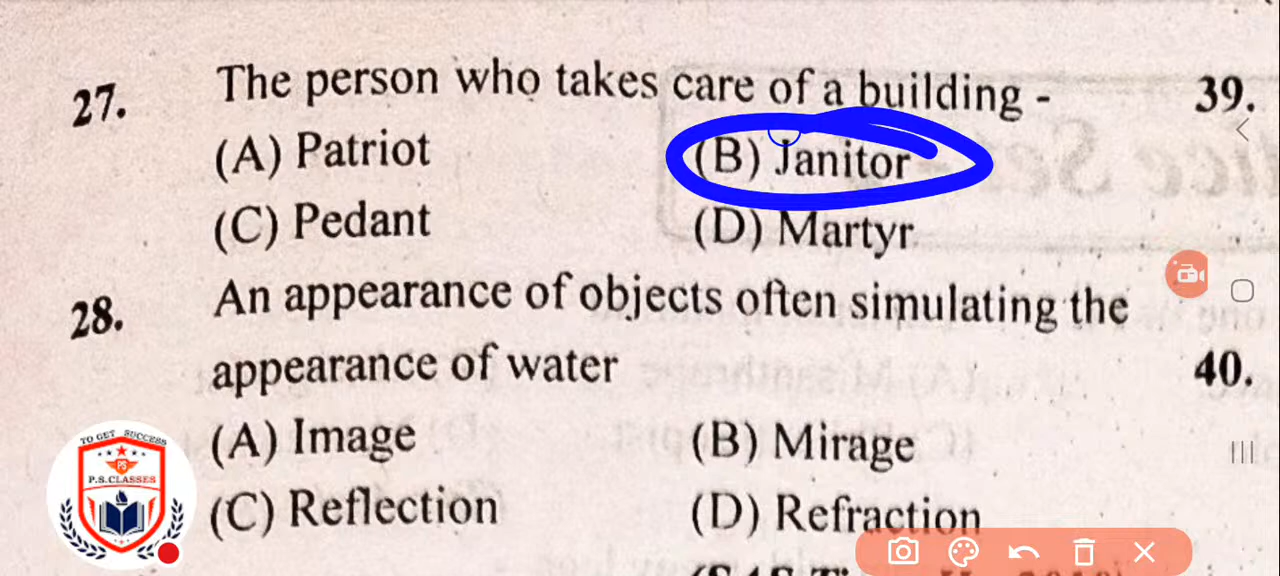 27. The person who takes care of a building - 39.
(A) Patriot (B) Janitor
(C) Pedant (D) Martyr
28. An appearance of objects often simulating the
appearance of water 40.
(A) Image (B) Mirage
(C) Reflection (D) Refraction
TO GET SUCCESS
PS
P.S.CLASSES